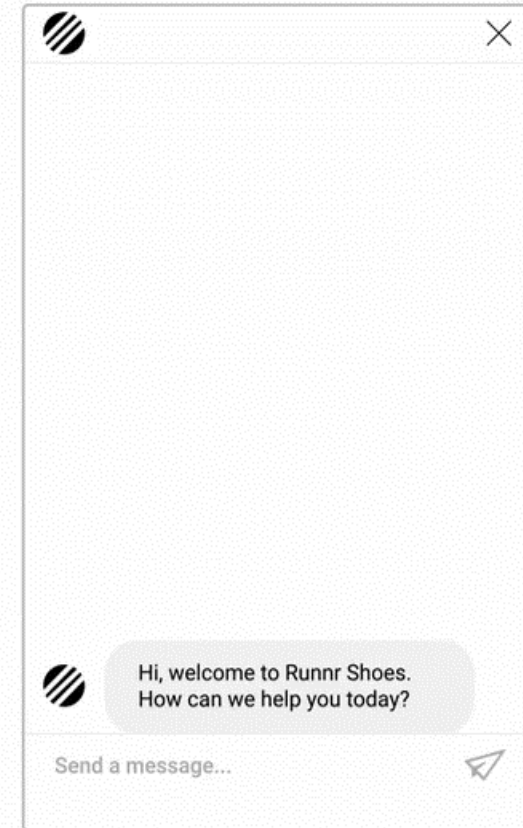 Hi, welcome to Runnr Shoes.
How can we help you today?
Send a message...